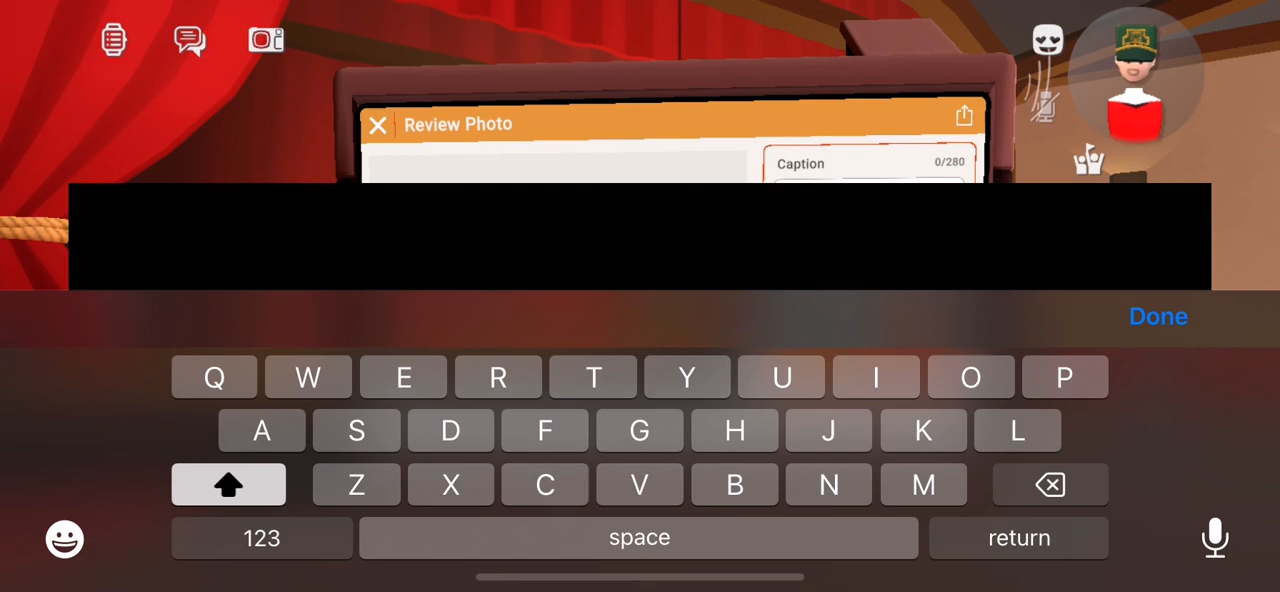 Review Photo
Caption 0/280
Done
Q W E R T Y U I O P
A S D F G H J K L
Z X C V B N M
123 space return